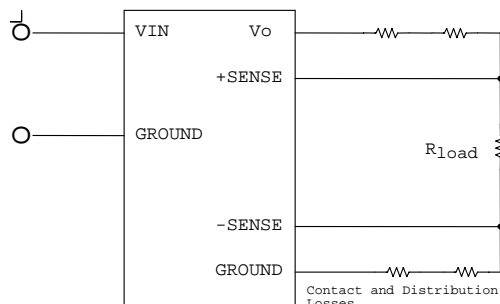 VIN Vo
+SENSE
GROUND
Rload
-SENSE
GROUND
Contact and Distribution
Losses